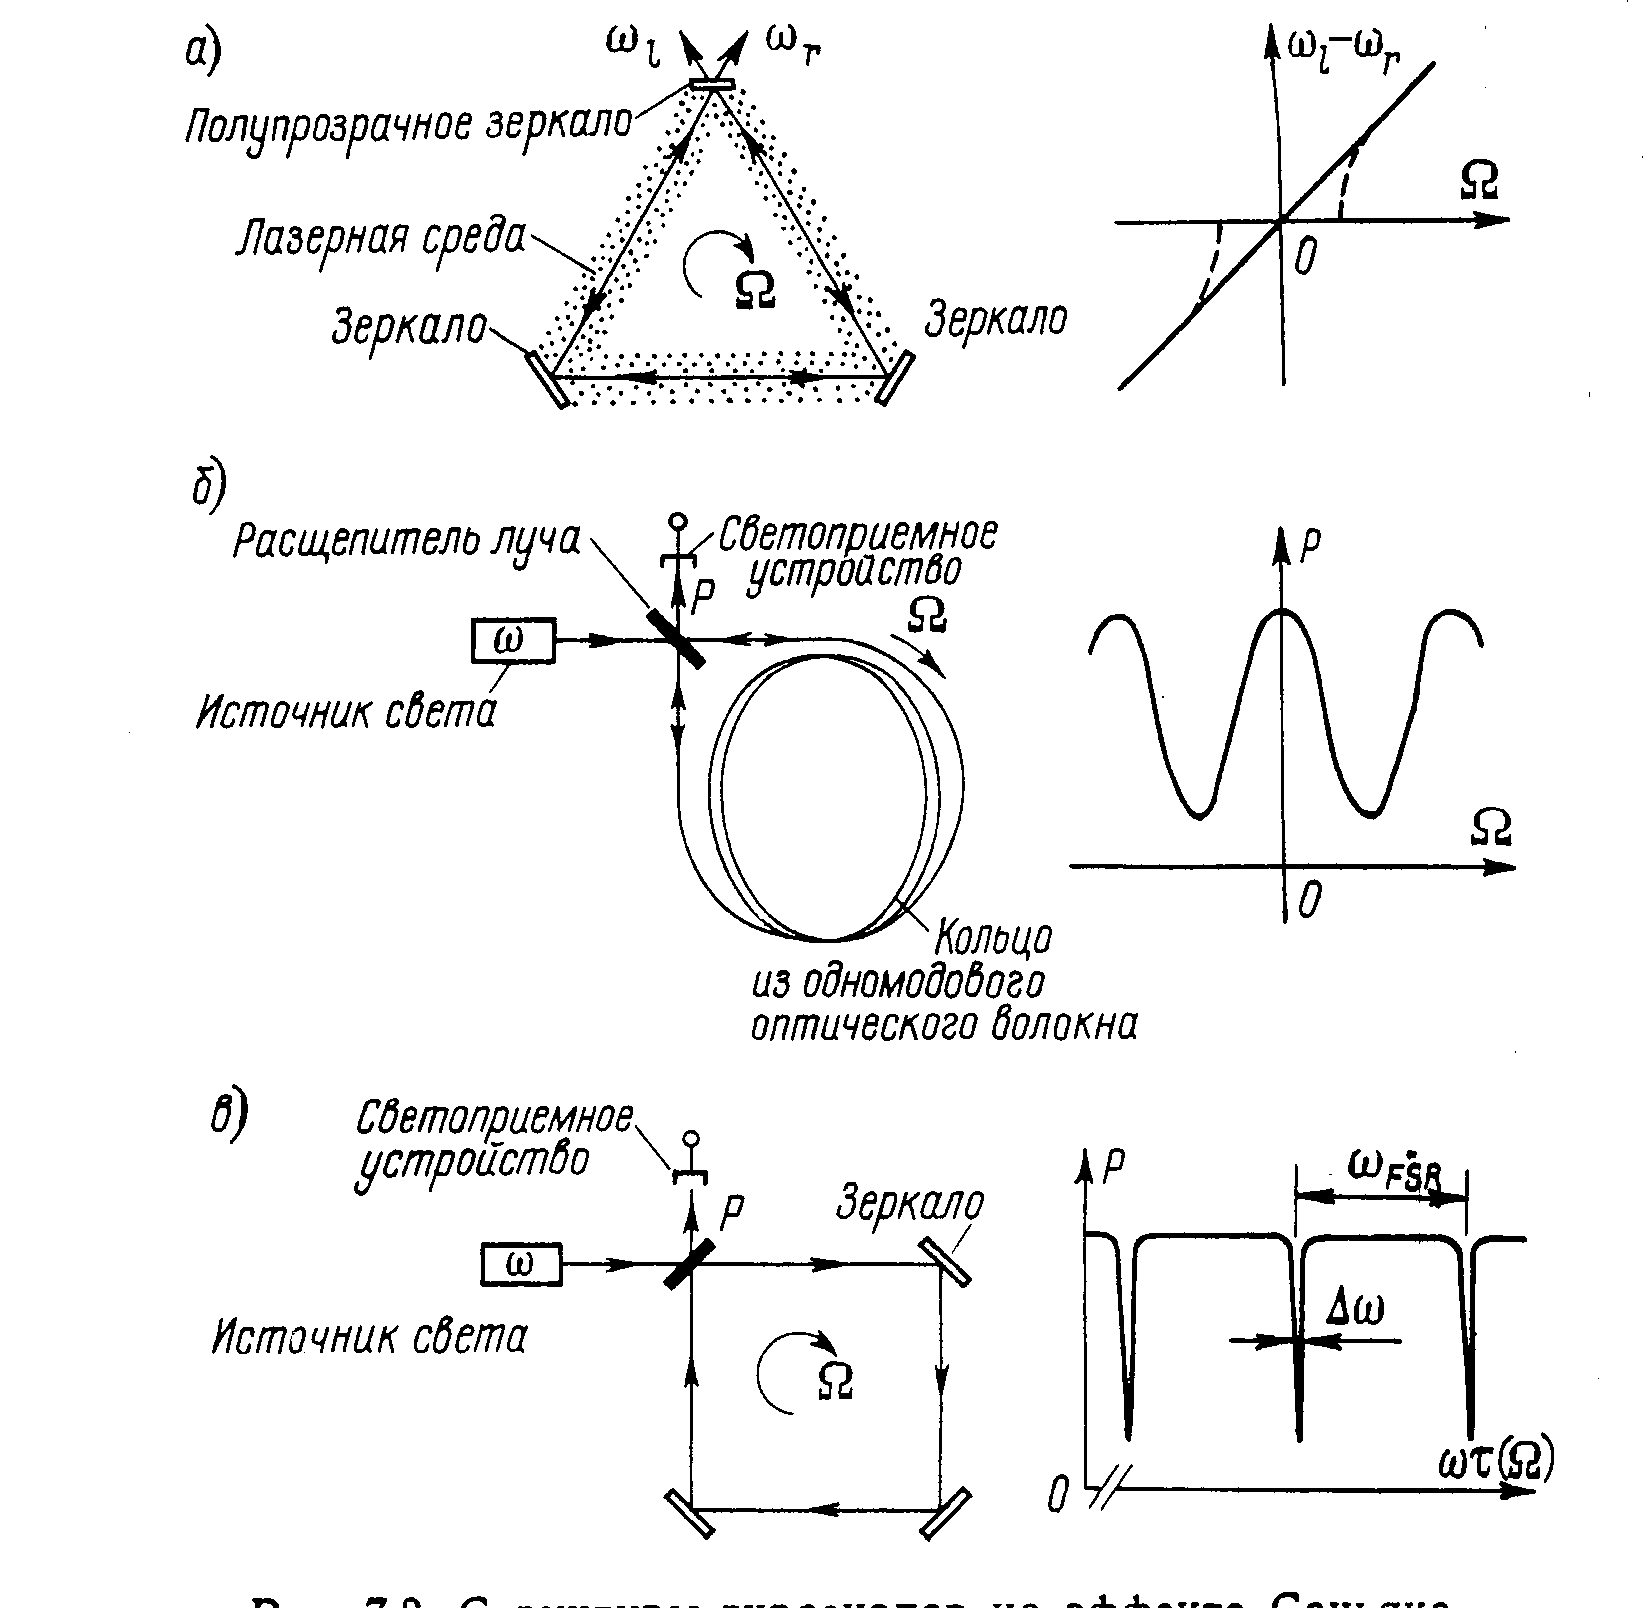 а)
ω_l
ω_r
Полупрозрачное зеркало
Лазерная среда
Ω
Зеркало
Зеркало
ω_l–ω_r
Ω
0
б)
Расщепитель луча
Светоприемное
устройство
P
Ω
ω
Источник света
Кольцо
из одномодового
оптического волокна
P
Ω
0
в)
Светоприемное
устройство
P
Зеркало
ω
Источник света
Ω
P
ω_FSR
Δω
ωτ(Ω)
0